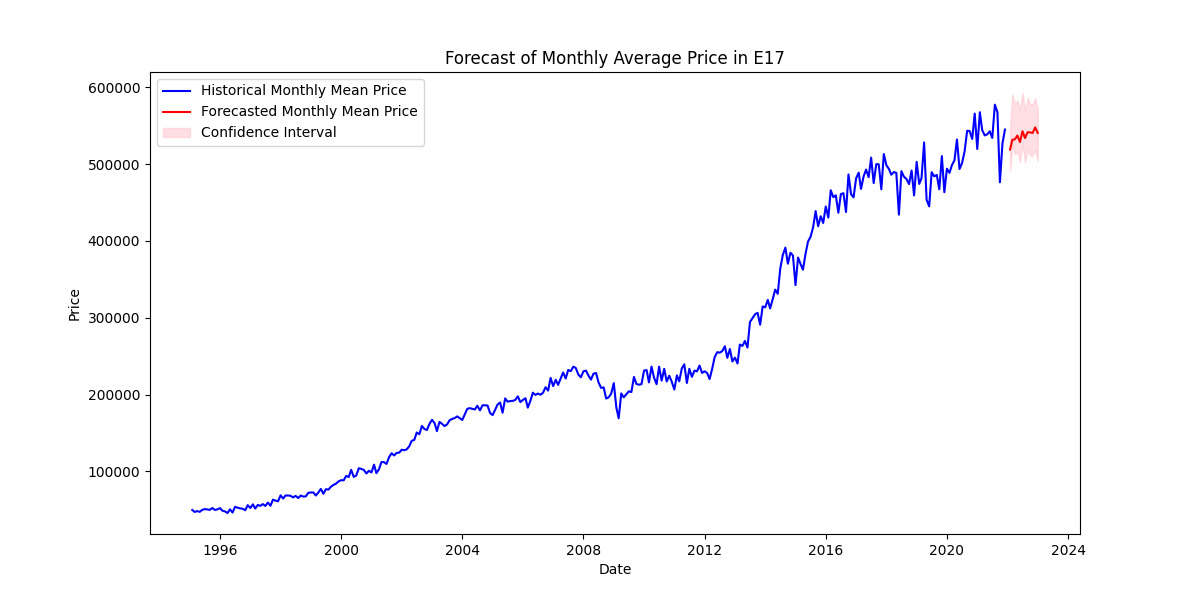 Forecast of Monthly Average Price in E17
Historical Monthly Mean Price
Forecasted Monthly Mean Price
Confidence Interval
600000
500000
400000
300000
200000
100000
Price
1996
2000
2004
2008
2012
2016
2020
2024
Date